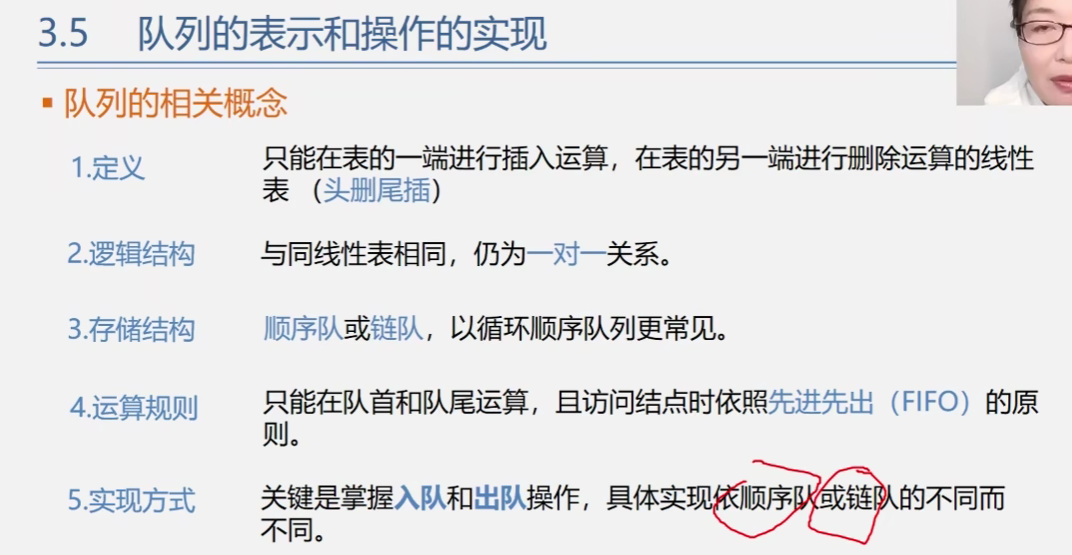 3.5 队列的表示和操作的实现
队列的相关概念
1.定义 只能在表的一端进行插入运算，在表的另一端进行删除运算的线性
表 （头删尾插）
2.逻辑结构 与同线性表相同，仍为一对一关系。
3.存储结构 顺序队或链队，以循环顺序队列更常见。
4.运算规则 只能在队首和队尾运算，且访问结点时依照先进先出（FIFO）的原
则。
5.实现方式 关键是掌握入队和出队操作，具体实现依顺序队或链队的不同而
不同。